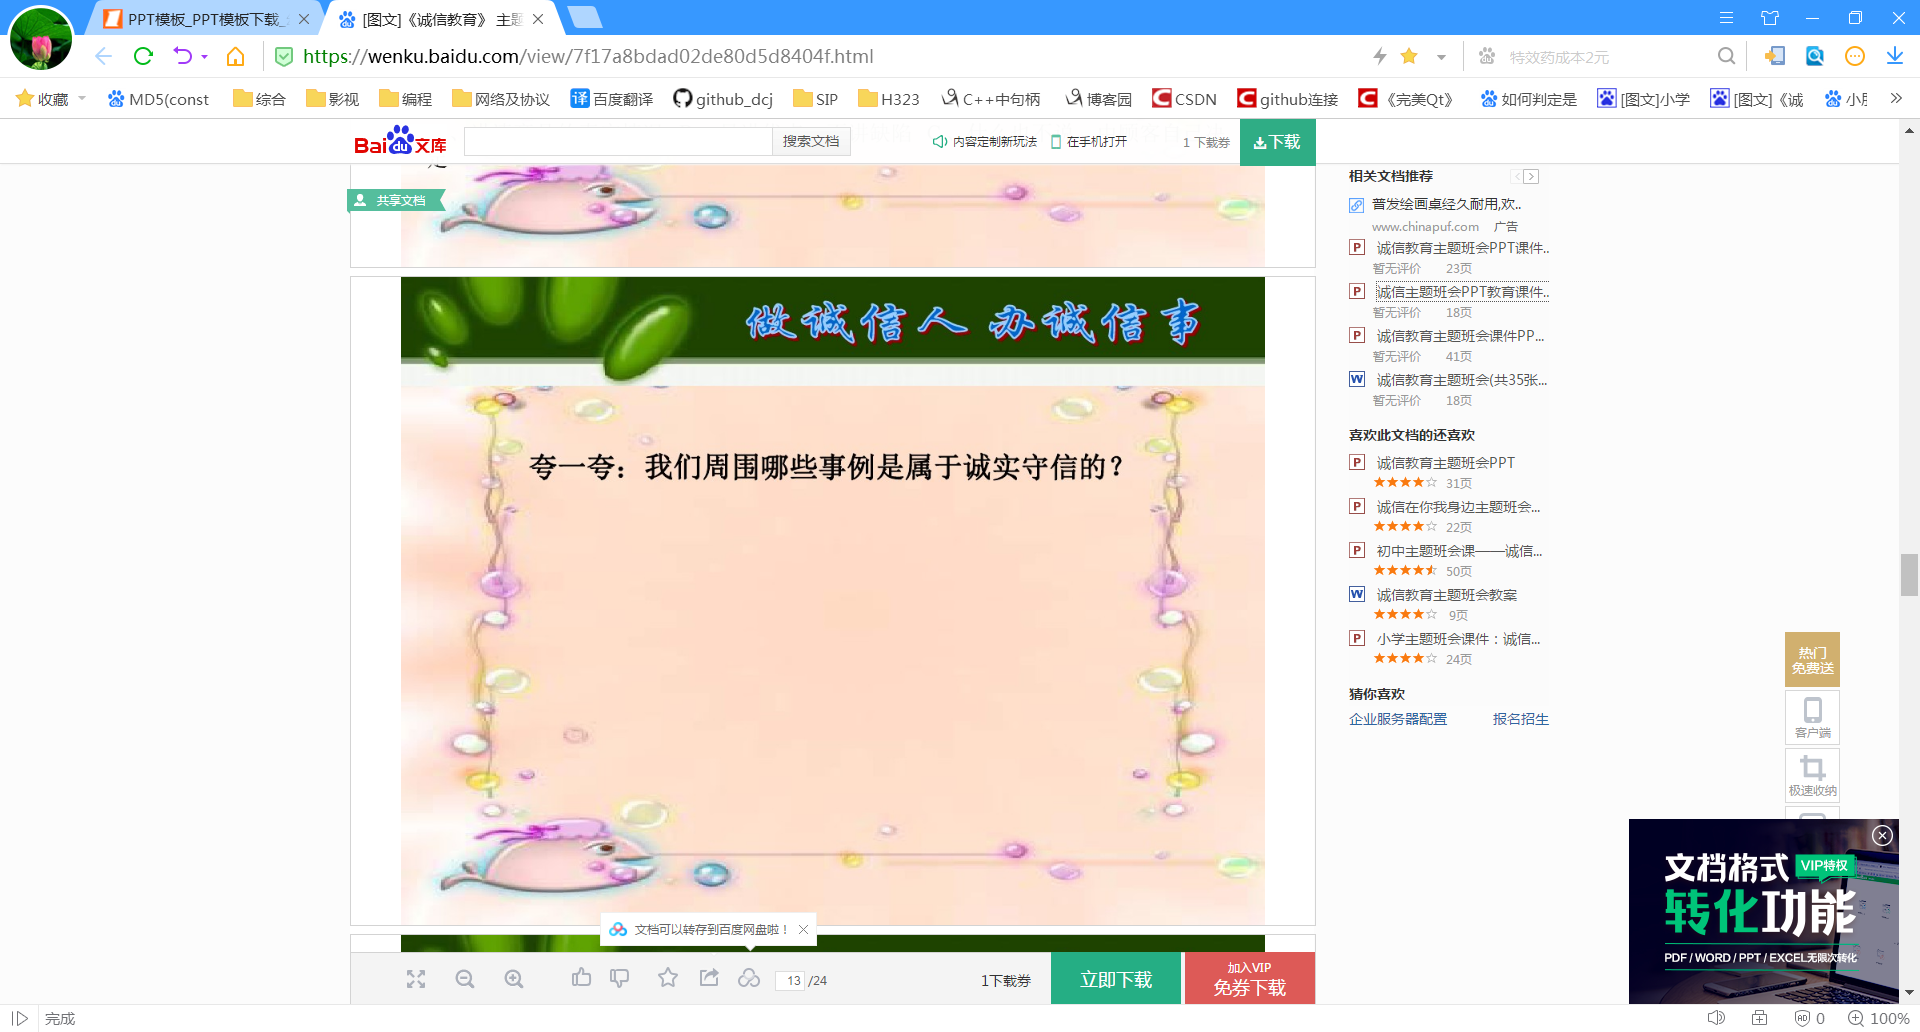 PPT模板_PPT模板下载_
[图文]《诚信教育》 主题
https://wenku.baidu.com/view/7f17a8bdad02de80d5d8404f.html
特效药成本2元
收藏 MD5(const 综合 影视 编程 网络及协议 百度翻译 github_dcj SIP H323 C++中句柄 博客园 CSDN github连接 《完美Qt》 如何判定是 [图文]小学 [图文]《诚
Baidu文库
搜索文档
内容定制新玩法
在手机打开
1 下载券
下载
共享文档
做诚信人 办诚信事
夸一夸：我们周围哪些事例是属于诚实守信的？
文档可以转存到百度网盘啦！
13 /24
1下载券
立即下载
加入VIP
免券下载
相关文档推荐
普发绘画桌经久耐用,欢..
www.chinapuf.com 广告
诚信教育主题班会PPT课件..
暂无评价 23页
诚信主题班会PPT教育课件..
暂无评价 18页
诚信教育主题班会课件PP...
暂无评价 41页
诚信教育主题班会(共35张...
暂无评价 18页
喜欢此文档的还喜欢
诚信教育主题班会PPT
31页
诚信在你我身边主题班会...
22页
初中主题班会课——诚信...
50页
诚信教育主题班会教案
9页
小学主题班会课件：诚信...
24页
猜你喜欢
企业服务器配置 报名招生
热门
免费送
客户端
极速收纳
文档格式 VIP特权
转化功能
PDF / WORD / PPT / EXCEL无限次转化
完成
0
100%